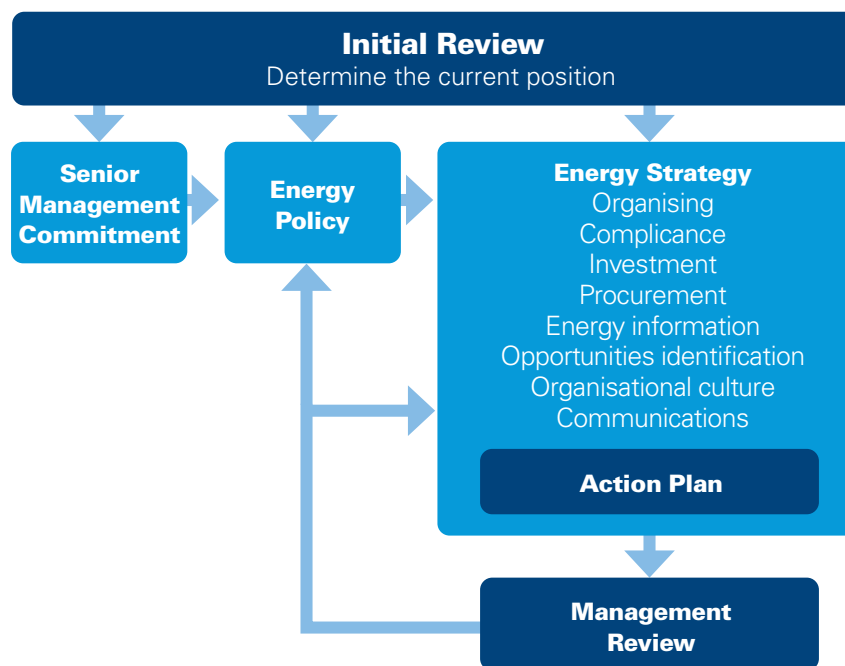 Initial Review
Determine the current position
Senior
Management
Commitment
Energy
Policy
Energy Strategy
Organising
Complicance
Investment
Procurement
Energy information
Opportunities identification
Organisational culture
Communications
Action Plan
Management
Review